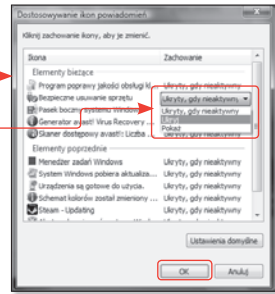 Dostosowywanie ikon powiadomień
Kliknij zachowanie ikony, aby je zmienić.
Ikona Zachowanie
Elementy bieżące
Program poprawy jakości obsługi kl... Ukryty, gdy nieaktywny
Bezpieczne usuwanie sprzętu Ukryty, gdy nieaktywny,
Pasek boczny systemu Windows Ukryty, gdy nieaktywny
Generator avast! Virus Recovery ... Ukryj
Skaner dostępowy avast!: Liczba Pokaż
Elementy poprzednie
Menedżer zadań Windows Ukryty, gdy nieaktywny
System Windows pobiera aktualiza... Ukryty, gdy nieaktywny
Urządzenia są gotowe do użycia. Ukryty, gdy nieaktywny
Schemat kolorów został zmieniony ... Ukryty, gdy nieaktywny
Steam - Updating Ukryty, gdy nieaktywny
Ustawienia domyślne
OK Anuluj